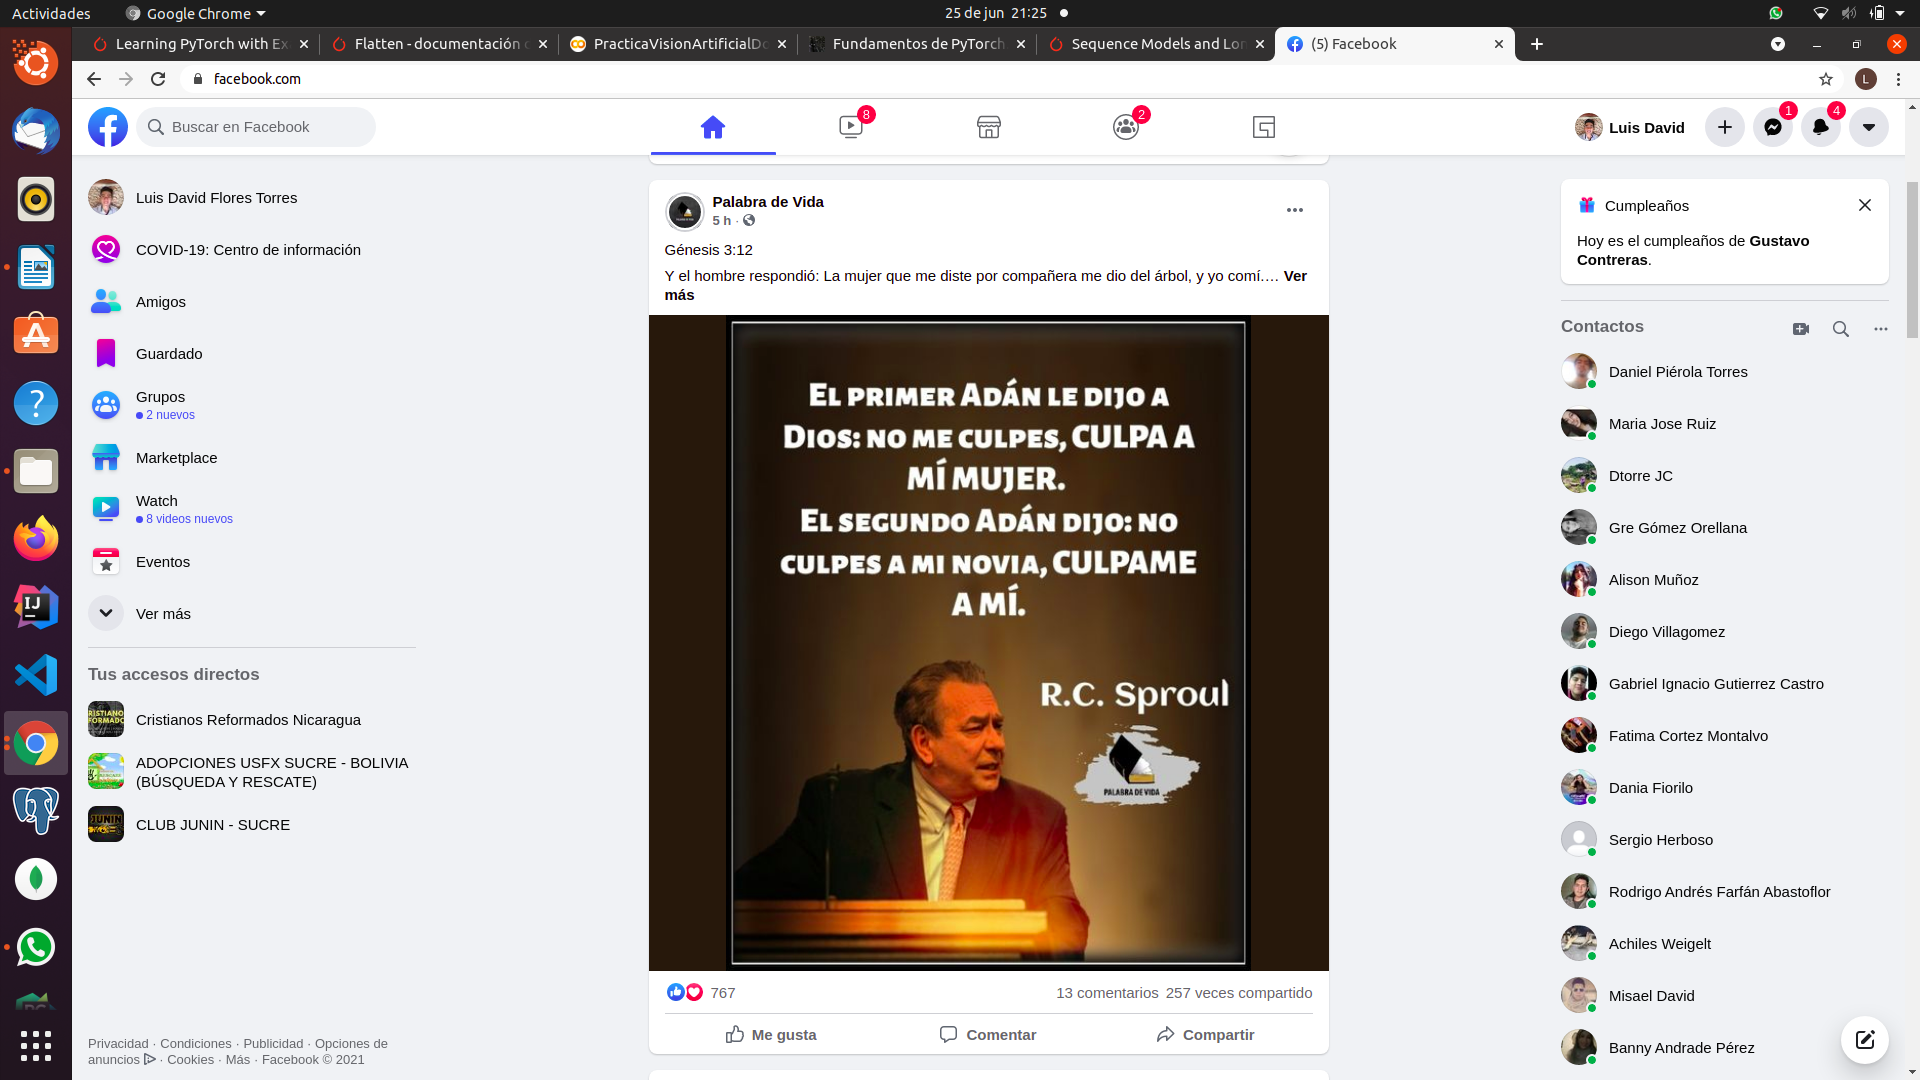 Actividades
Google Chrome
25 de jun 21:25
Learning PyTorch with Ex
Flatten - documentación
PracticaVisionArtificialDo
Fundamentos de PyTorch
Sequence Models and Lon
(5) Facebook
facebook.com
L
Buscar en Facebook
8
2
Luis David
1
4
Luis David Flores Torres
COVID-19: Centro de información
Amigos
Guardado
Grupos
2 nuevos
Marketplace
Watch
8 videos nuevos
Eventos
Ver más
Tus accesos directos
Cristianos Reformados Nicaragua
ADOPCIONES USFX SUCRE - BOLIVIA
(BÚSQUEDA Y RESCATE)
CLUB JUNIN - SUCRE
Privacidad · Condiciones · Publicidad · Opciones de
anuncios · Cookies · Más · Facebook © 2021
Palabra de Vida
5 h ·
Génesis 3:12
Y el hombre respondió: La mujer que me diste por compañera me dio del árbol, y yo comí.... Ver
más
El primer Adán le dijo a
Dios: no me culpes, CULPA A
MÍ MUJER.
El segundo Adán dijo: no
culpes a mi novia, CULPAME
A MÍ.
R.C. Sproul
PALABRA DE VIDA
767
13 comentarios 257 veces compartido
Me gusta
Comentar
Compartir
Cumpleaños
Hoy es el cumpleaños de Gustavo
Contreras.
Contactos
Daniel Piérola Torres
Maria Jose Ruiz
Dtorre JC
Gre Gómez Orellana
Alison Muñoz
Diego Villagomez
Gabriel Ignacio Gutierrez Castro
Fatima Cortez Montalvo
Dania Fiorilo
Sergio Herboso
Rodrigo Andrés Farfán Abastoflor
Achiles Weigelt
Misael David
Banny Andrade Pérez